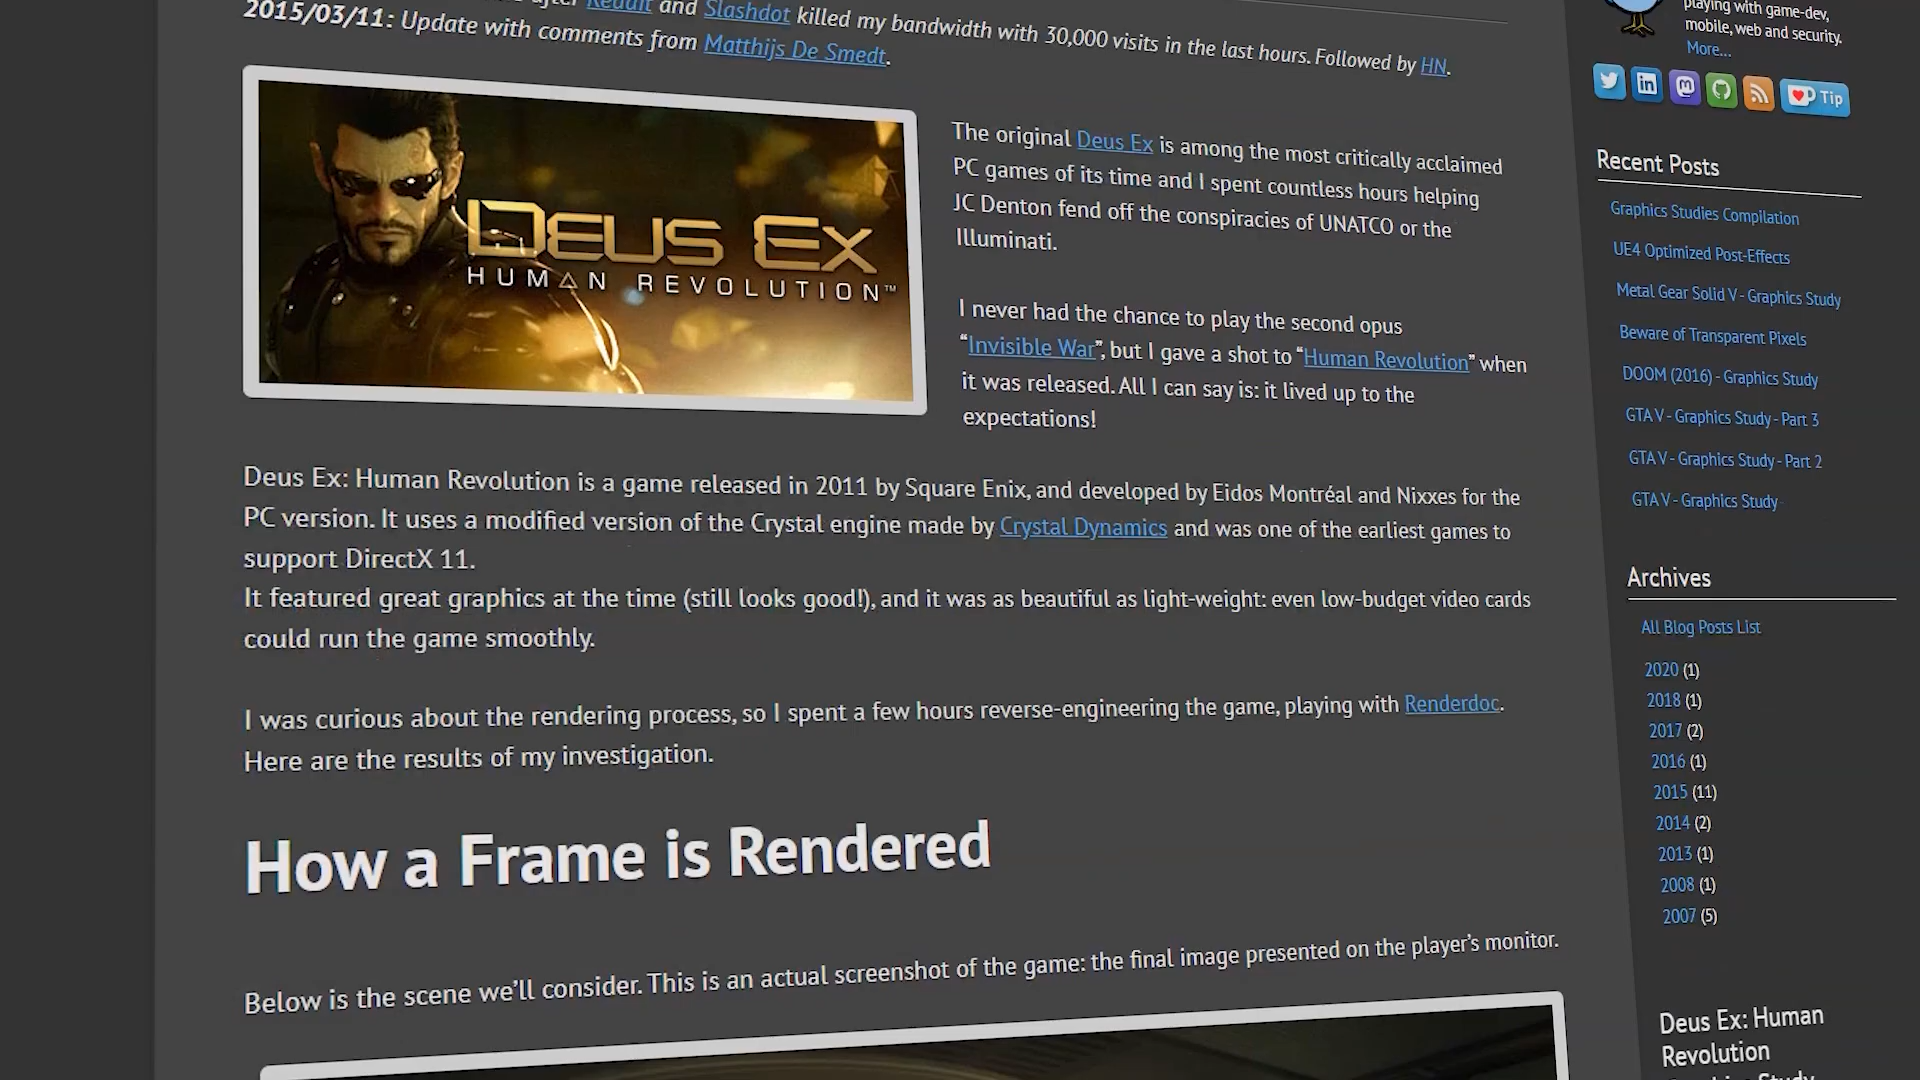 after Reddit and Slashdot killed my bandwidth with 30,000 visits in the last hours. Followed by HN.
2015/03/11: Update with comments from Matthijs De Smedt.
DEUS EX
HUMAN REVOLUTION™
The original Deus Ex is among the most critically acclaimed
PC games of its time and I spent countless hours helping
JC Denton fend off the conspiracies of UNATCO or the
Illuminati.
I never had the chance to play the second opus
“Invisible War”, but I gave a shot to “Human Revolution” when
it was released. All I can say is: it lived up to the
expectations!
Deus Ex: Human Revolution is a game released in 2011 by Square Enix, and developed by Eidos Montréal and Nixxes for the
PC version. It uses a modified version of the Crystal engine made by Crystal Dynamics and was one of the earliest games to
support DirectX 11.
It featured great graphics at the time (still looks good!), and it was as beautiful as light-weight: even low-budget video cards
could run the game smoothly.
I was curious about the rendering process, so I spent a few hours reverse-engineering the game, playing with Renderdoc.
Here are the results of my investigation.
How a Frame is Rendered
Below is the scene we’ll consider. This is an actual screenshot of the game: the final image presented on the player’s monitor.
playing with game-dev,
mobile, web and security.
More...
Tip
Recent Posts
Graphics Studies Compilation
UE4 Optimized Post-Effects
Metal Gear Solid V - Graphics Study
Beware of Transparent Pixels
DOOM (2016) - Graphics Study
GTA V - Graphics Study - Part 3
GTA V - Graphics Study - Part 2
GTA V - Graphics Study
Archives
All Blog Posts List
2020 (1)
2018 (1)
2017 (2)
2016 (1)
2015 (11)
2014 (2)
2013 (1)
2008 (1)
2007 (5)
Deus Ex: Human
Revolution
Graphics Study